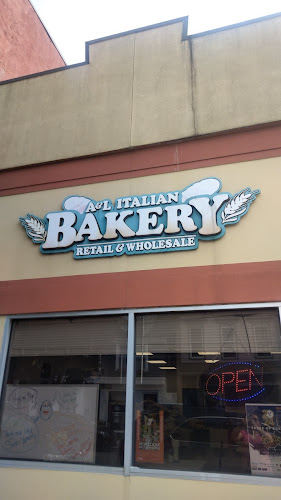 A&L ITALIAN
BAKERY
RETAIL & WHOLESALE
OPEN